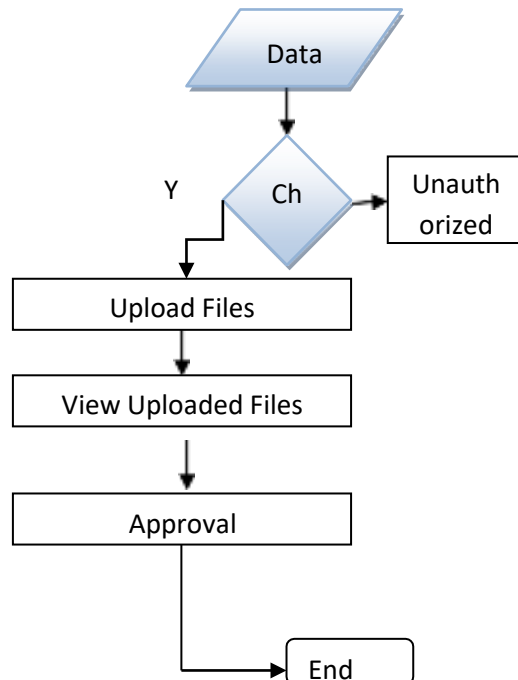 Data
Ch
Y
Unauth
orized
Upload Files
View Uploaded Files
Approval
End